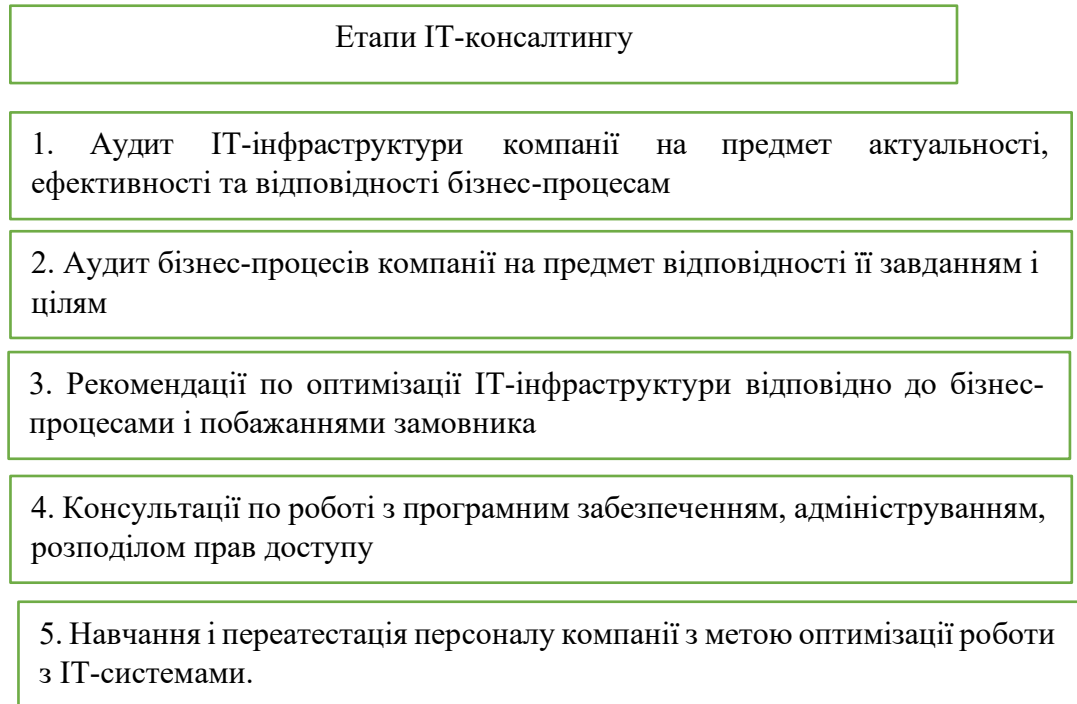 Етапи ІТ-консалтингу
1. Аудит ІТ-інфраструктури компанії на предмет актуальності,
ефективності та відповідності бізнес-процесам
2. Аудит бізнес-процесів компанії на предмет відповідності її завданням і
цілям
3. Рекомендації по оптимізації ІТ-інфраструктури відповідно до бізнес-
процесами і побажаннями замовника
4. Консультації по роботі з програмним забезпеченням, адмініструванням,
розподілом прав доступу
5. Навчання і переатестація персоналу компанії з метою оптимізації роботи
з ІТ-системами.